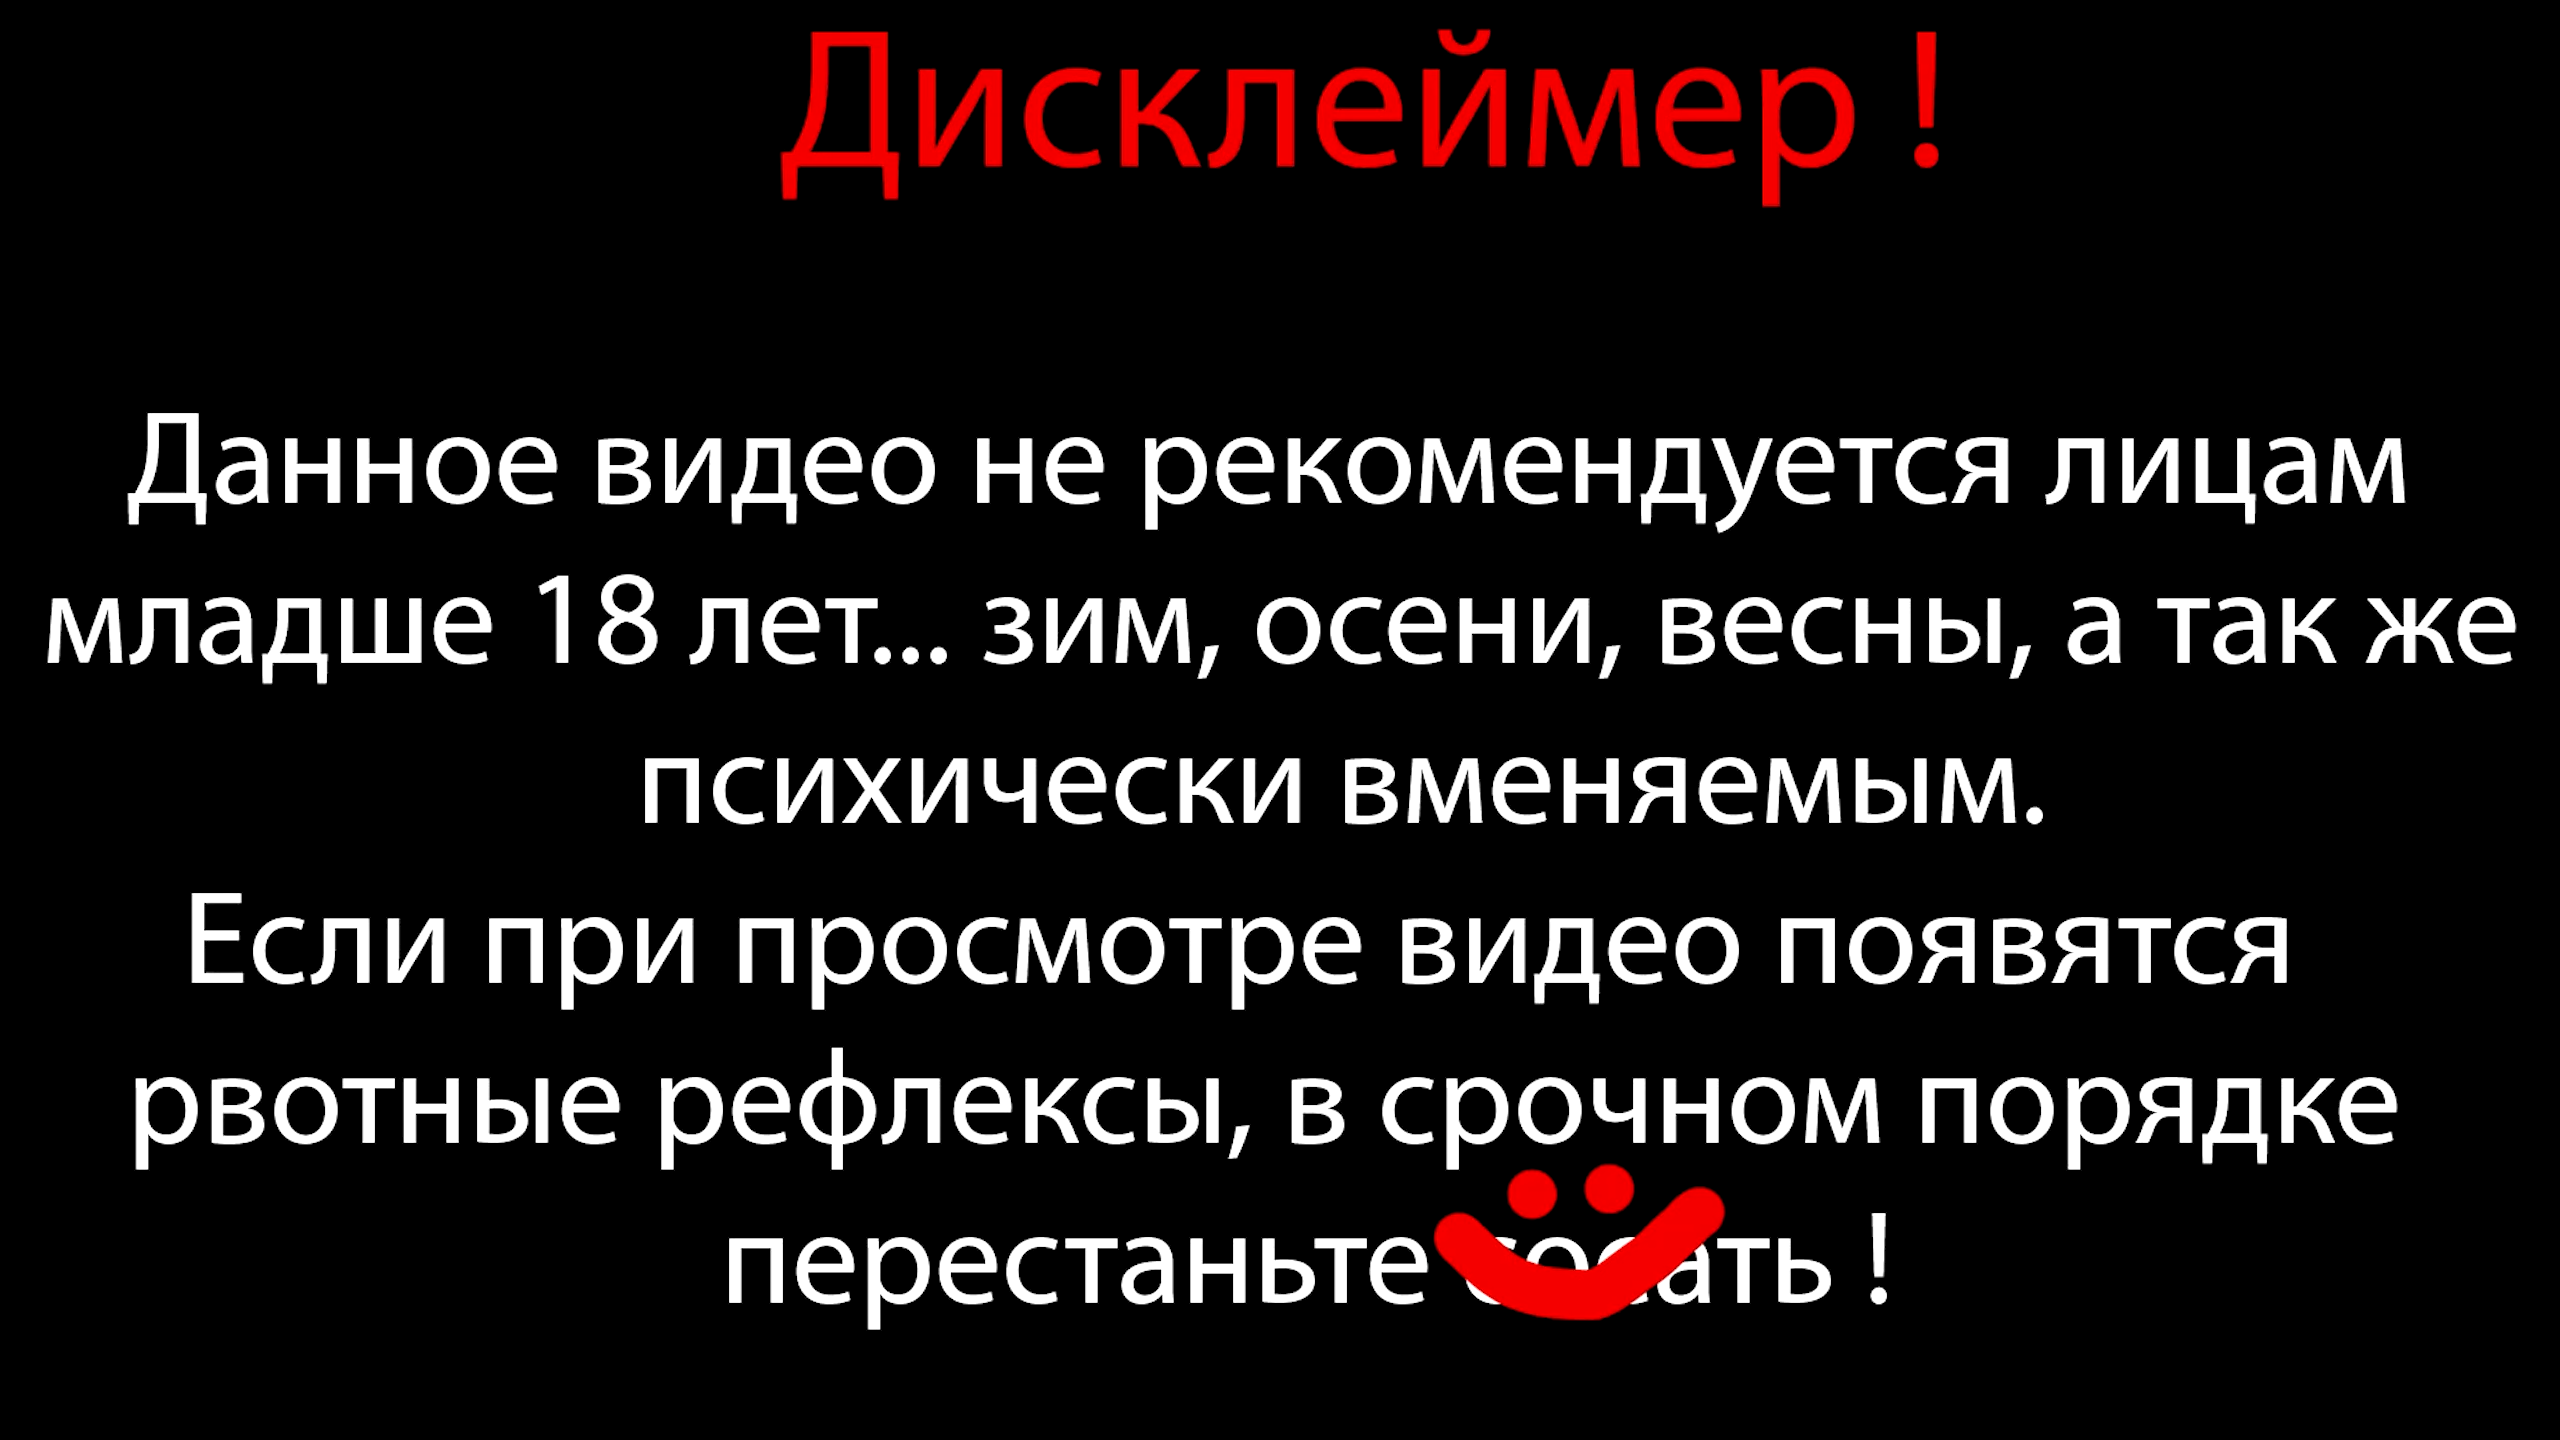 Дисклеймер !
Данное видео не рекомендуется лицам
младше 18 лет... зим, осени, весны, а так же
психически вменяемым.
Если при просмотре видео появятся
рвотные рефлексы, в срочном порядке
перестаньте сосать !